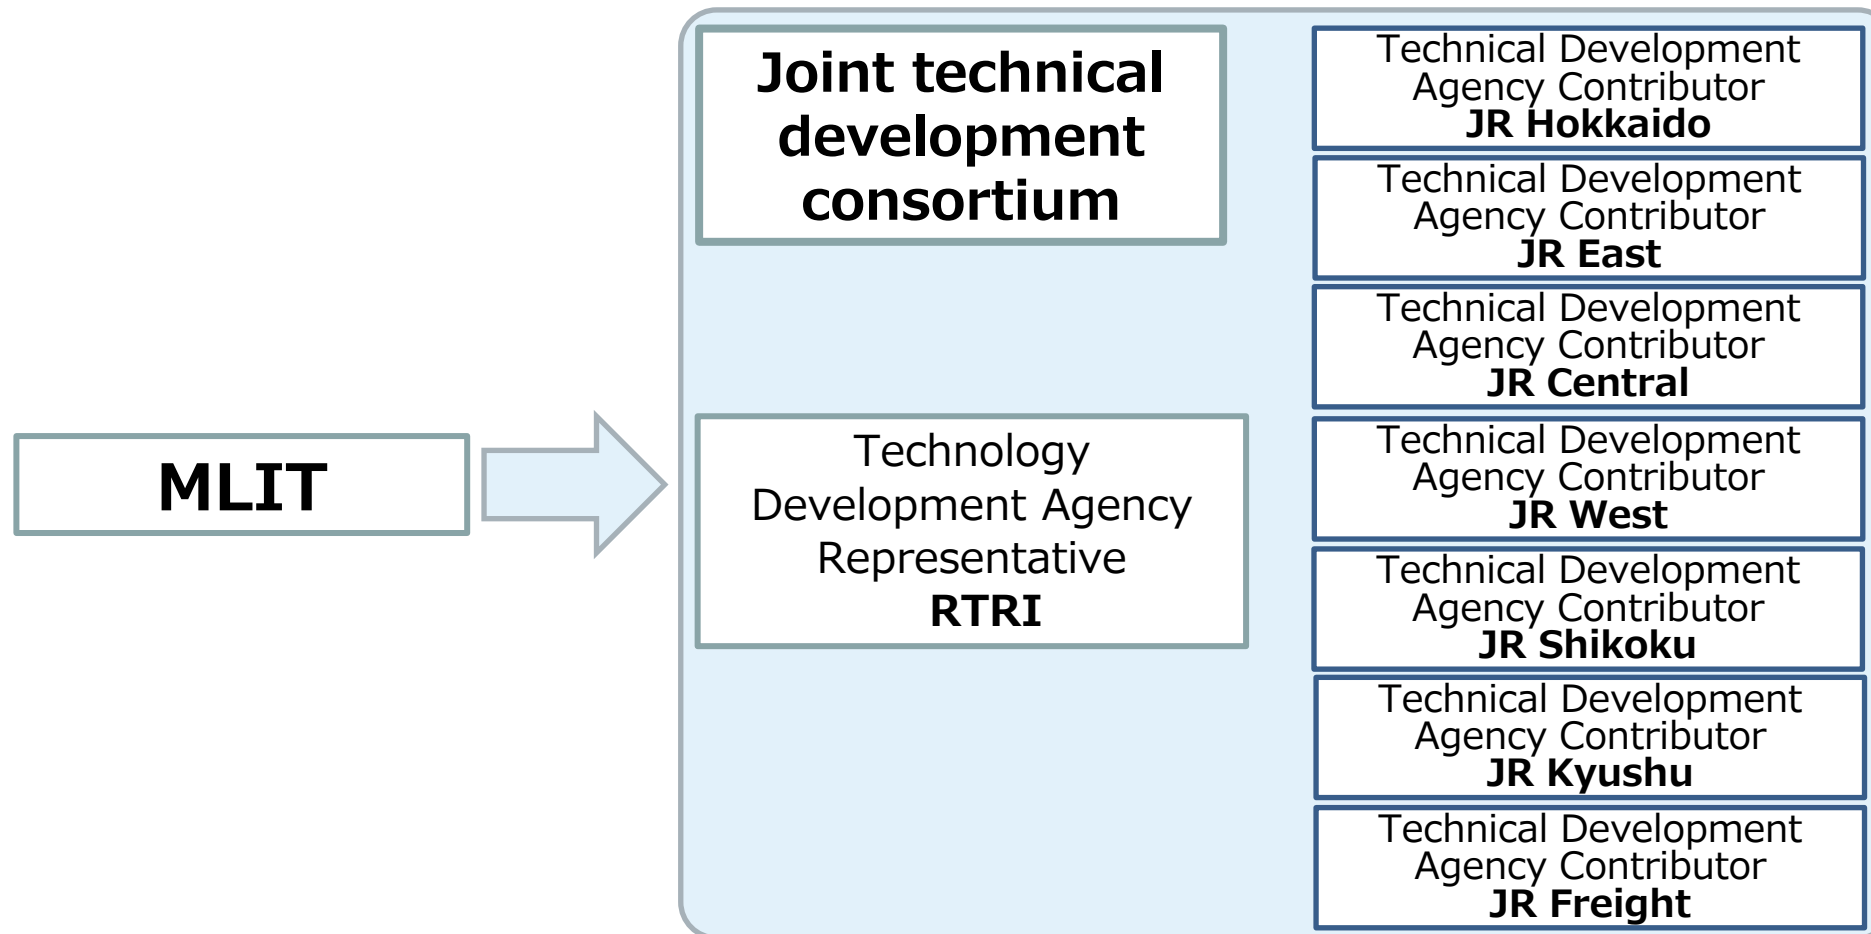 MLIT
Joint technical
development
consortium
Technology
Development Agency
Representative
RTRI
Technical Development
Agency Contributor
JR Hokkaido
Technical Development
Agency Contributor
JR East
Technical Development
Agency Contributor
JR Central
Technical Development
Agency Contributor
JR West
Technical Development
Agency Contributor
JR Shikoku
Technical Development
Agency Contributor
JR Kyushu
Technical Development
Agency Contributor
JR Freight